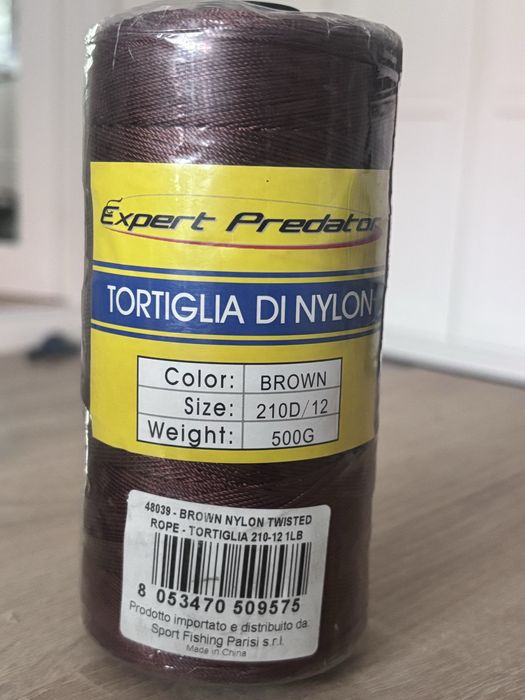 Expert Predator
TORTIGLIA DI NYLON
Color: BROWN
Size: 210D/12
Weight: 500G
48039 - BROWN NYLON TWISTED
ROPE - TORTIGLIA 210-12 1LB
8 053470 509575
Prodotto importato e distribuito da:
Sport Fishing Parisi s.r.l.
Made in China